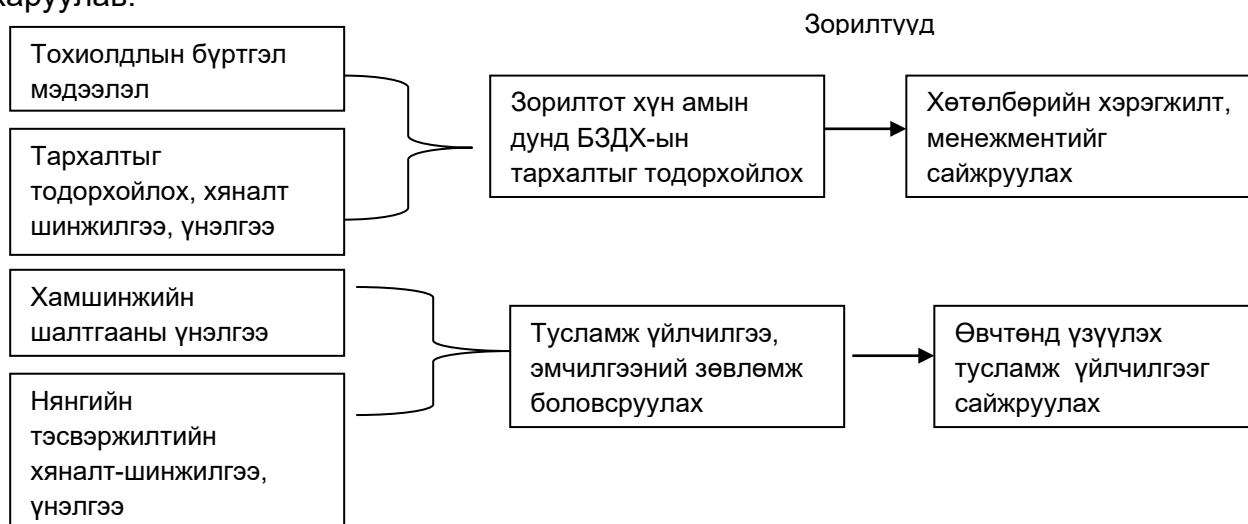 харуулав.
Зорилтууд
Тохиолдлын бүртгэл
мэдээлэл
Тархалтыг
тодорхойлох, хяналт
шинжилгээ, үнэлгээ
Зорилтот хүн амын
дунд БЗДХ-ын
тархалтыг тодорхойлох
Хөтөлбөрийн хэрэгжилт,
менежментийг
сайжруулах
Хамшинжийн
шалтгааны үнэлгээ
Нянгийн
тэсвэржилтийн
хяналт-шинжилгээ,
үнэлгээ
Тусламж үйлчилгээ,
эмчилгээний зөвлөмж
боловсруулах
Өвчтөнд үзүүлэх
тусламж үйлчилгээг
сайжруулах